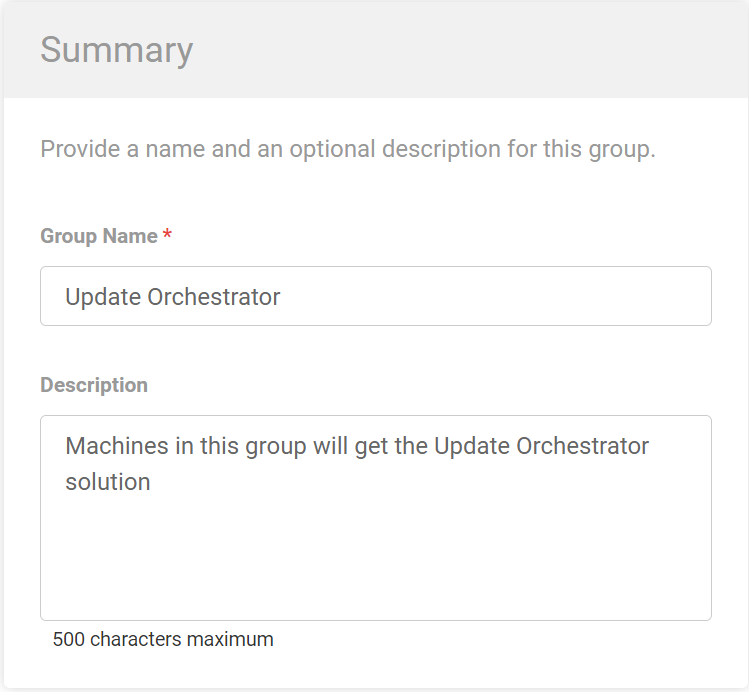 Summary
Provide a name and an optional description for this group.
Group Name *
Update Orchestrator
Description
Machines in this group will get the Update Orchestrator
solution
500 characters maximum